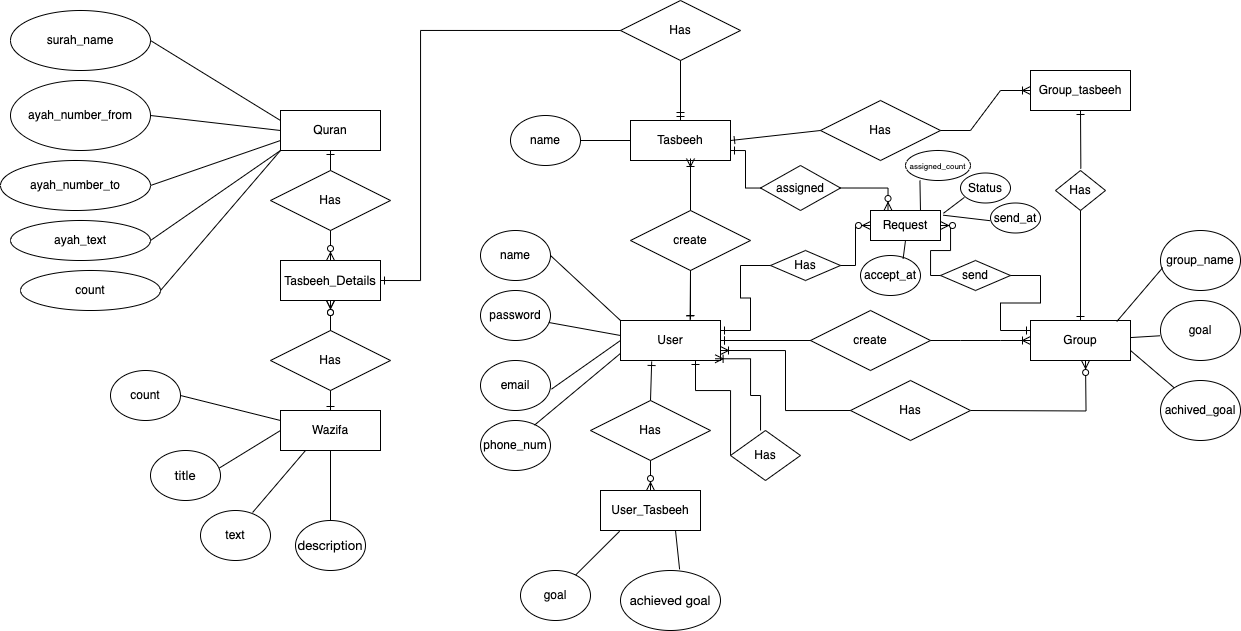 Has
surah_name
Group_tasbeeh
ayah_number_from
Quran
name
Tasbeeh
Has
assigned_count
ayah_number_to
assigned
Status
Has
Has
send_at
Request
ayah_text
create
group_name
name
Has
send
accept_at
Tasbeeh_Details
count
password
goal
User
create
Group
Has
email
count
Has
achived_goal
Wazifa
Has
phone_num
Has
title
User_Tasbeeh
text
description
goal
achieved goal